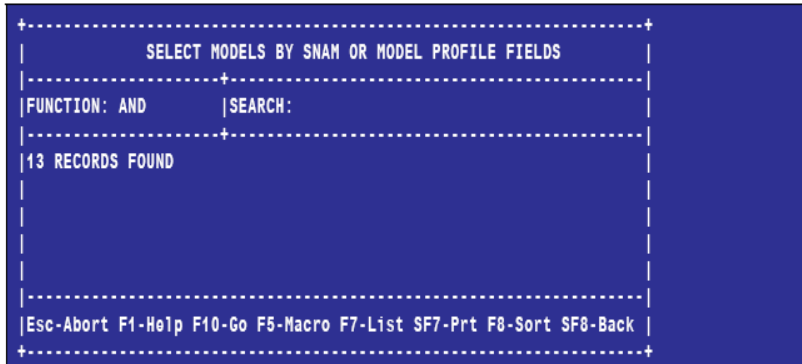 SELECT MODELS BY SNAM OR MODEL PROFILE FIELDS
FUNCTION: AND |SEARCH:
13 RECORDS FOUND
Esc-Abort F1-Help F10-Go F5-Macro F7-List SF7-Prt F8-Sort SF8-Back